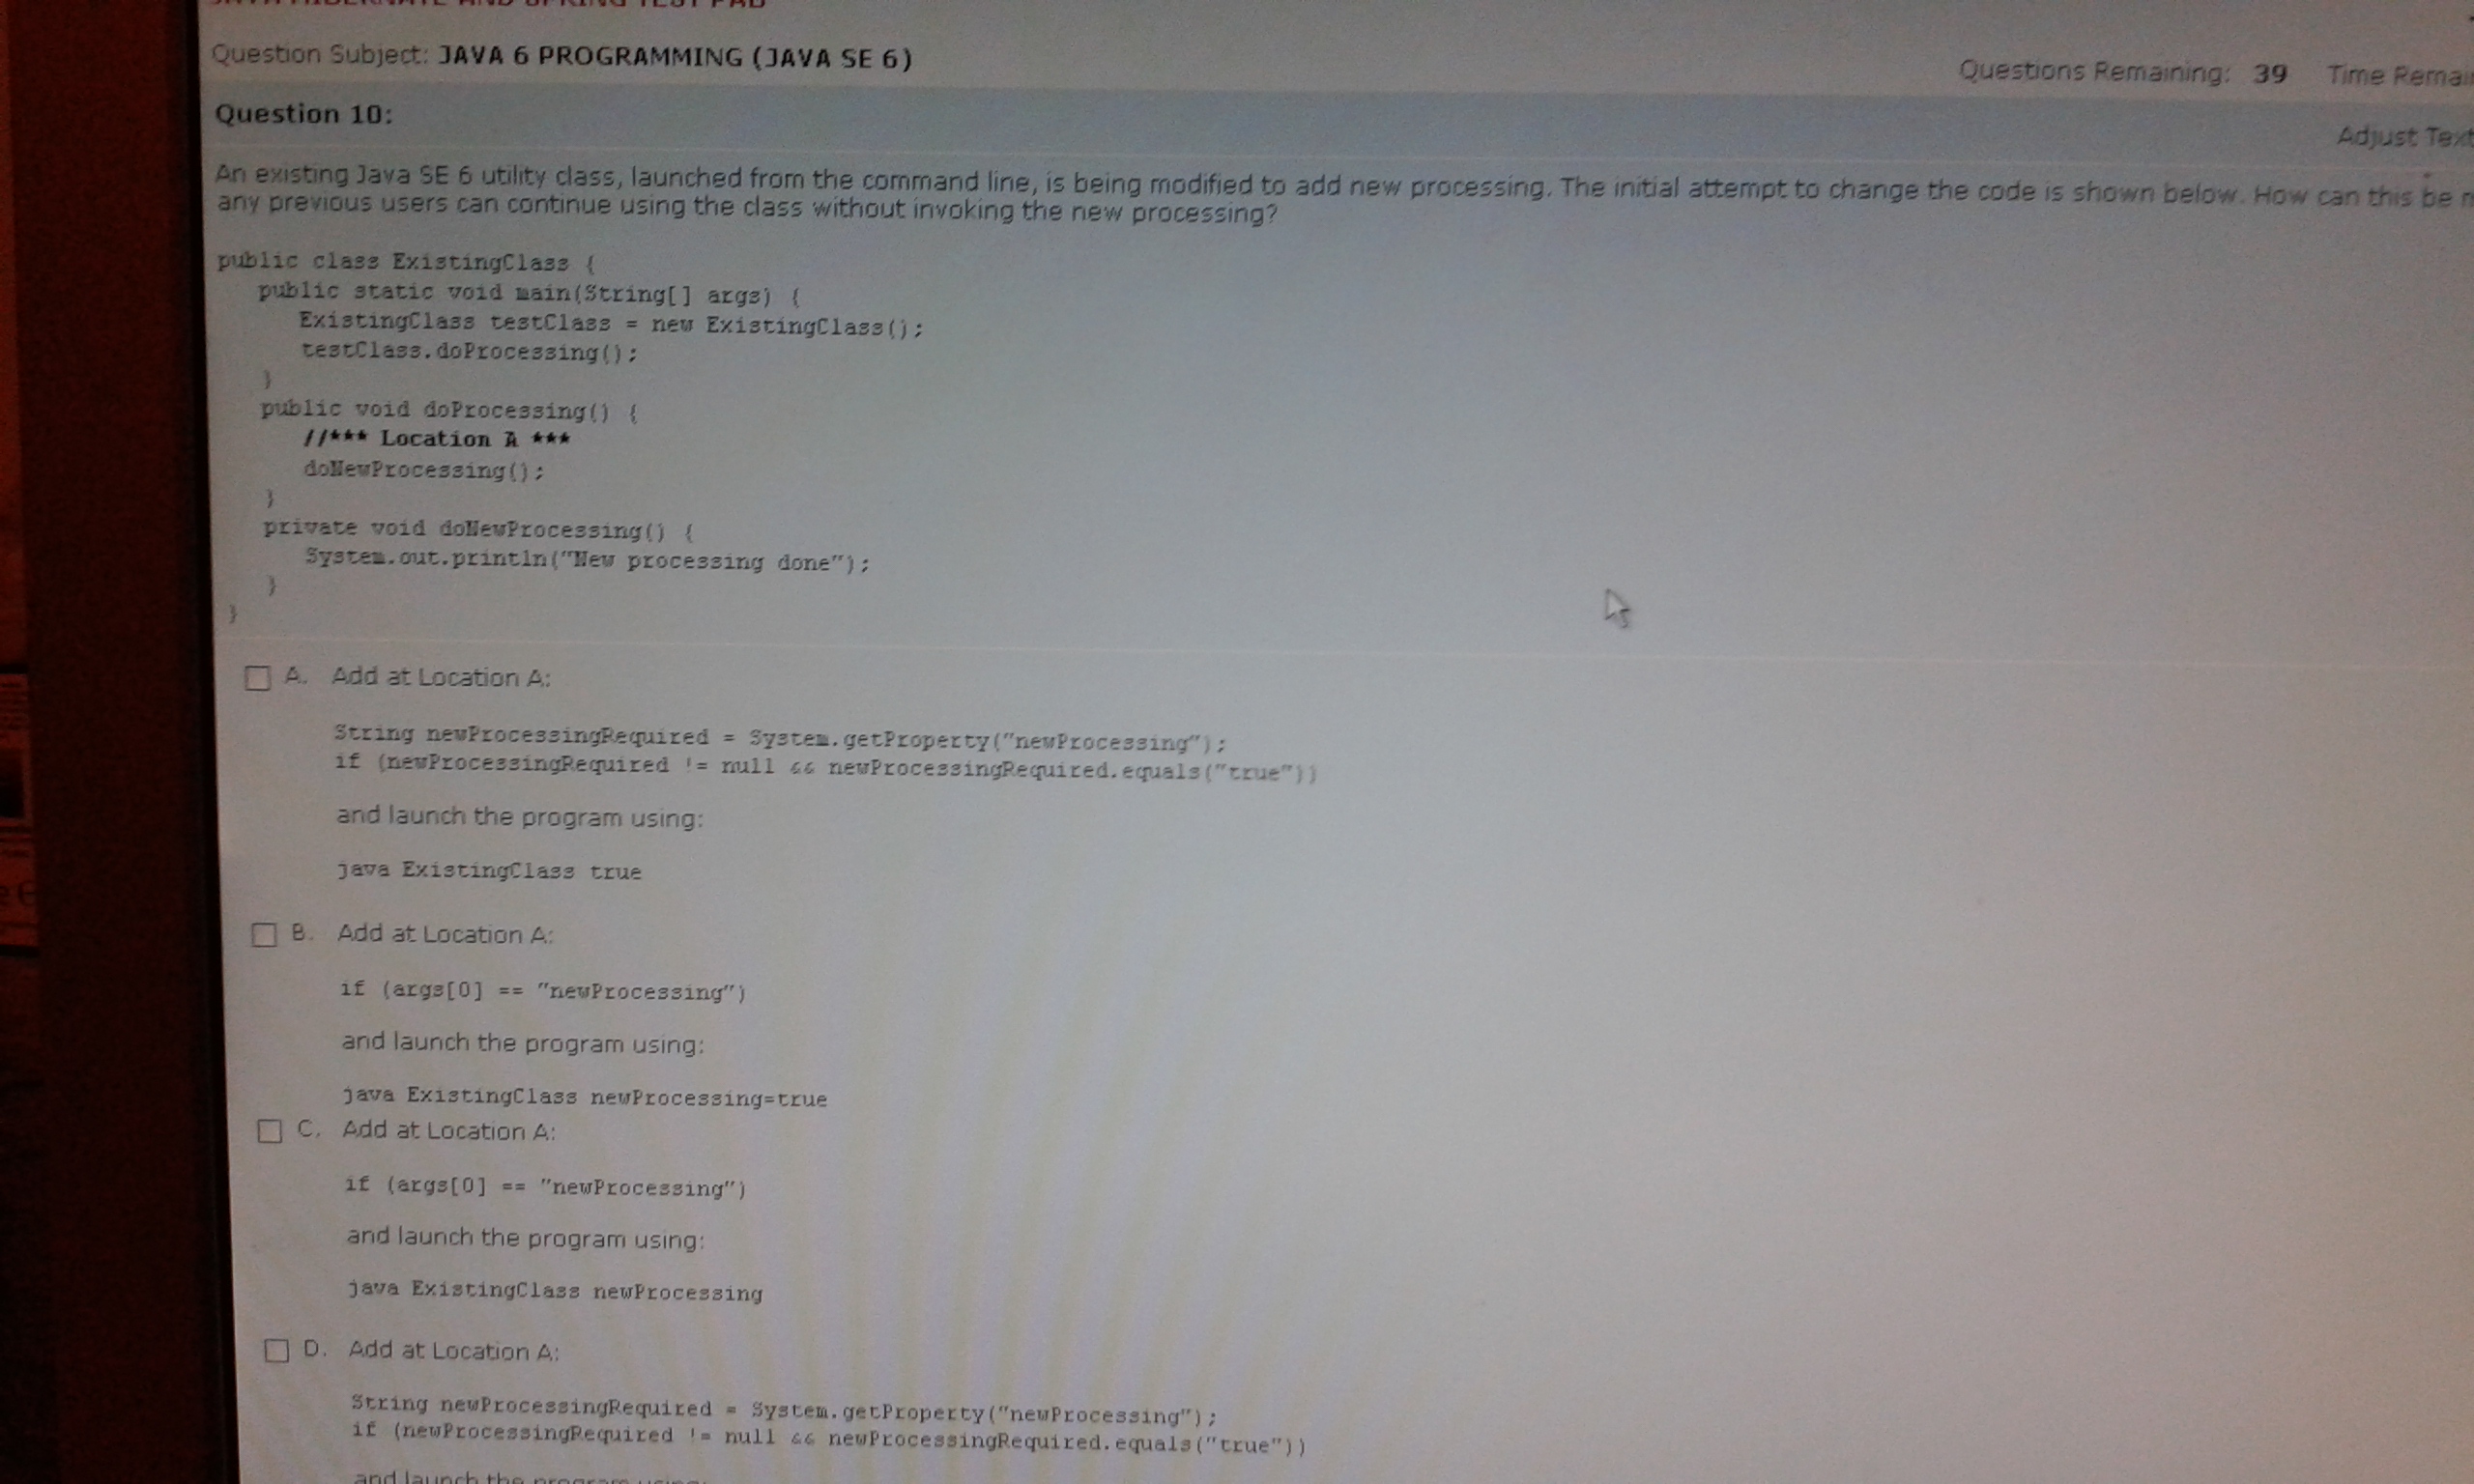 JAVA HIBERNATE AND SPRING TEST PAD
Question Subject: JAVA 6 PROGRAMMING (JAVA SE 6)
Questions Remaining: 39 Time
Question 10:
Adjust Text
An existing Java SE 6 utility class, launched from the command line, is being modified to add new processing. The initial attempt to change the code is shown below. How can this be
any previous users can continue using the class without invoking the new processing?
public class ExistingClass {
public static void main(String[] args) {
ExistingClass testClass = new ExistingClass();
testClass.doProcessing();
}
public void doProcessing() {
//*** Location A ***
doNewProcessing();
}
private void doNewProcessing() {
System.out.println("New processing done");
}
}
A. Add at Location A:
String newProcessingRequired = System.getProperty("newProcessing");
if (newProcessingRequired != null && newProcessingRequired.equals("true"))
and launch the program using:
java ExistingClass true
B. Add at Location A:
if (args[0] == "newProcessing")
and launch the program using:
java ExistingClass newProcessing=true
C. Add at Location A:
if (args[0] == "newProcessing")
and launch the program using:
java ExistingClass newProcessing
D. Add at Location A:
String newProcessingRequired = System.getProperty("newProcessing");
if (newProcessingRequired != null && newProcessingRequired.equals("true"))
and launch the program using: